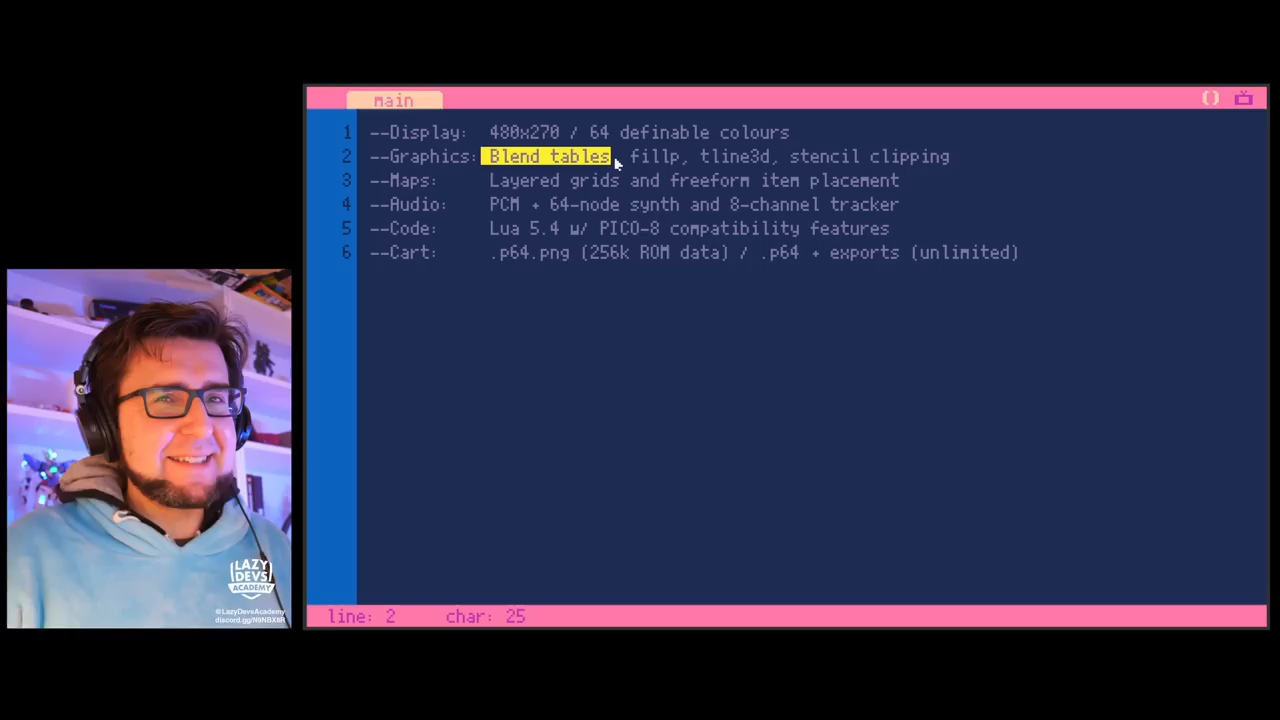 main
1 --Display: 480x270 / 64 definable colours
2 --Graphics: Blend tables, fillp, tline3d, stencil clipping
3 --Maps: Layered grids and freeform item placement
4 --Audio: PCM + 64-node synth and 8-channel tracker
5 --Code: Lua 5.4 w/ PICO-8 compatibility features
6 --Cart: .p64.png (256k ROM data) / .p64 + exports (unlimited)
line: 2 char: 25
LAZY
DEVS
ACADEMY
@LazyDevsAcademy
discord.gg/N9NBX8R